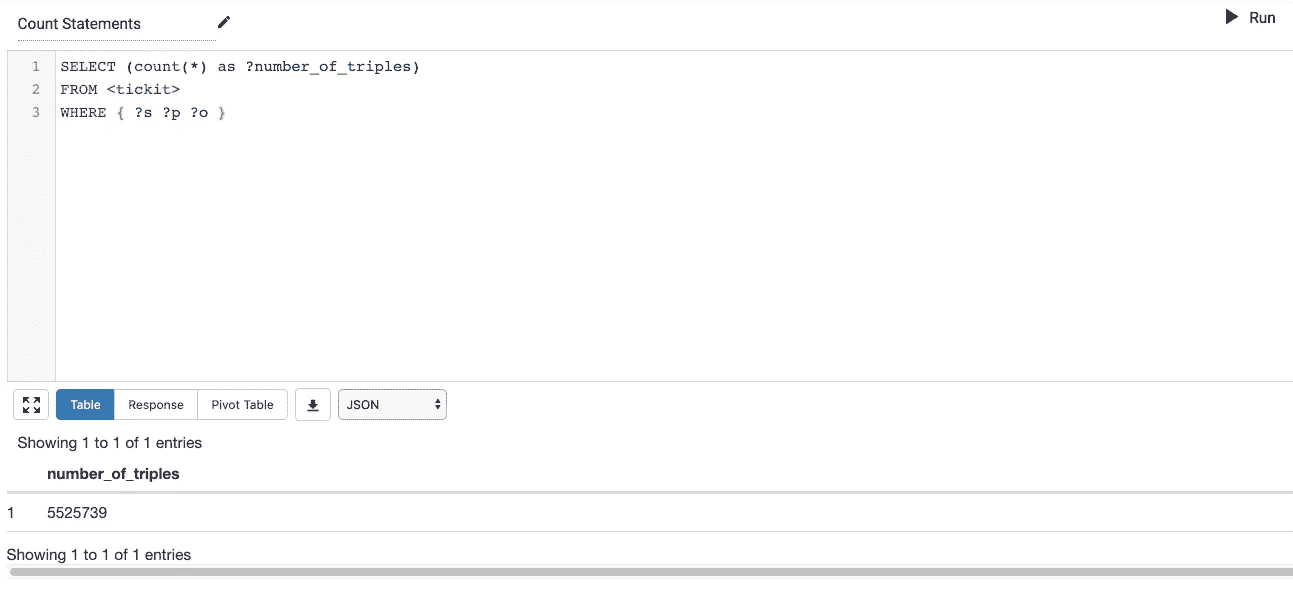 Count Statements
Run
1 SELECT (count(*) as ?number_of_triples)
2 FROM <tickit>
3 WHERE { ?s ?p ?o }
Table Response Pivot Table JSON
Showing 1 to 1 of 1 entries
number_of_triples
1 5525739
Showing 1 to 1 of 1 entries